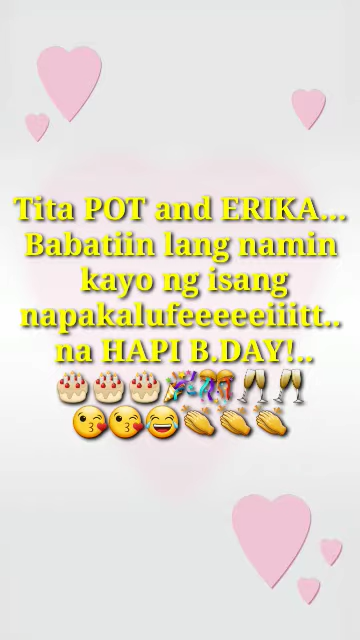 Tita POT and ERIKA...
Babatiin lang namin
kayo ng isang
napakalufeeeeeiiitt..
na HAPI B.DAY!..
🎂🎂🎂🎉🎊🥂🥂
😘😘😂👏👏👏